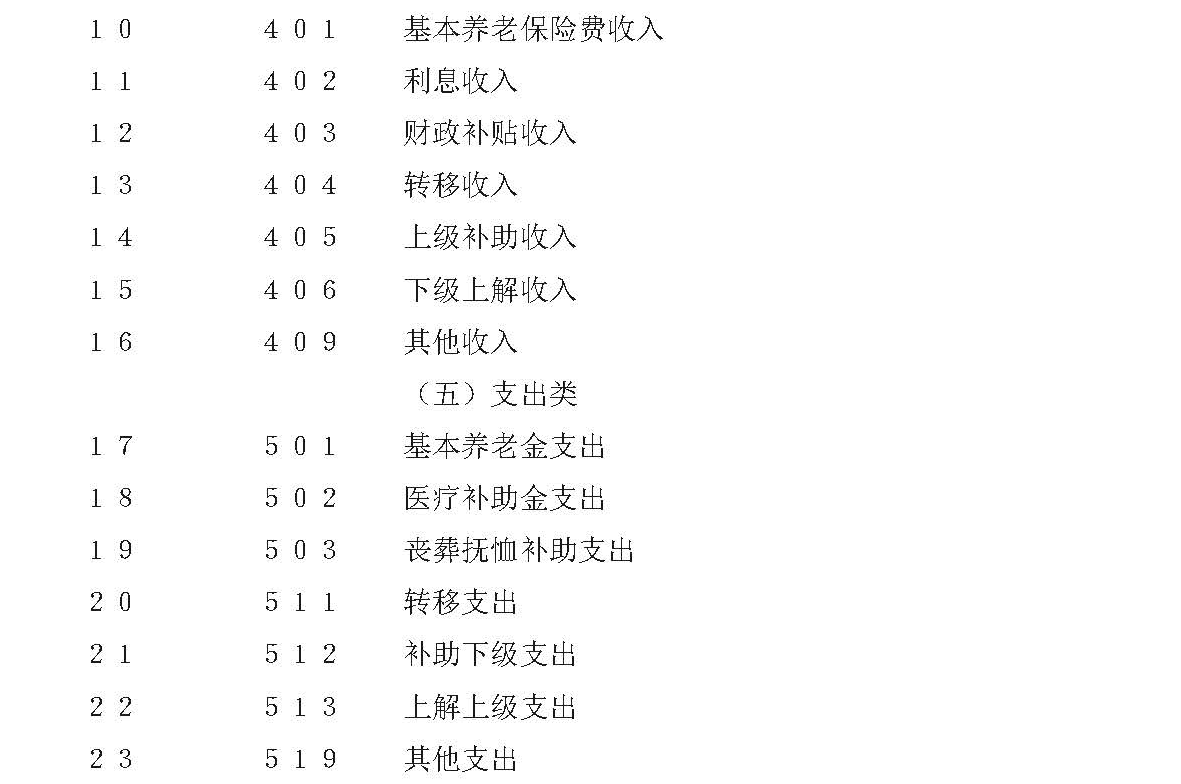 10 401 基本养老保险费收入
11 402 利息收入
12 403 财政补贴收入
13 404 转移收入
14 405 上级补助收入
15 406 下级上解收入
16 409 其他收入
（五）支出类
17 501 基本养老金支出
18 502 医疗补助金支出
19 503 丧葬抚恤补助支出
20 511 转移支出
21 512 补助下级支出
22 513 上解上级支出
23 519 其他支出